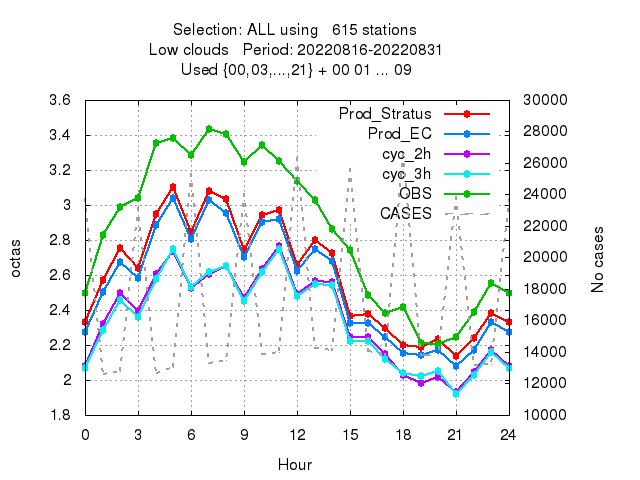 Selection: ALL using   615 stations
Low clouds   Period: 20220816-20220831
Used {00,03,...,21} + 00 01 ... 09
3.6
3.4
3.2
3
2.8
2.6
2.4
2.2
2
1.8
octas
30000
28000
26000
24000
22000
20000
18000
16000
14000
12000
10000
No cases
Prod_Stratus
Prod_EC
cyc_2h
cyc_3h
OBS
CASES
0 3 6 9 12 15 18 21 24
Hour